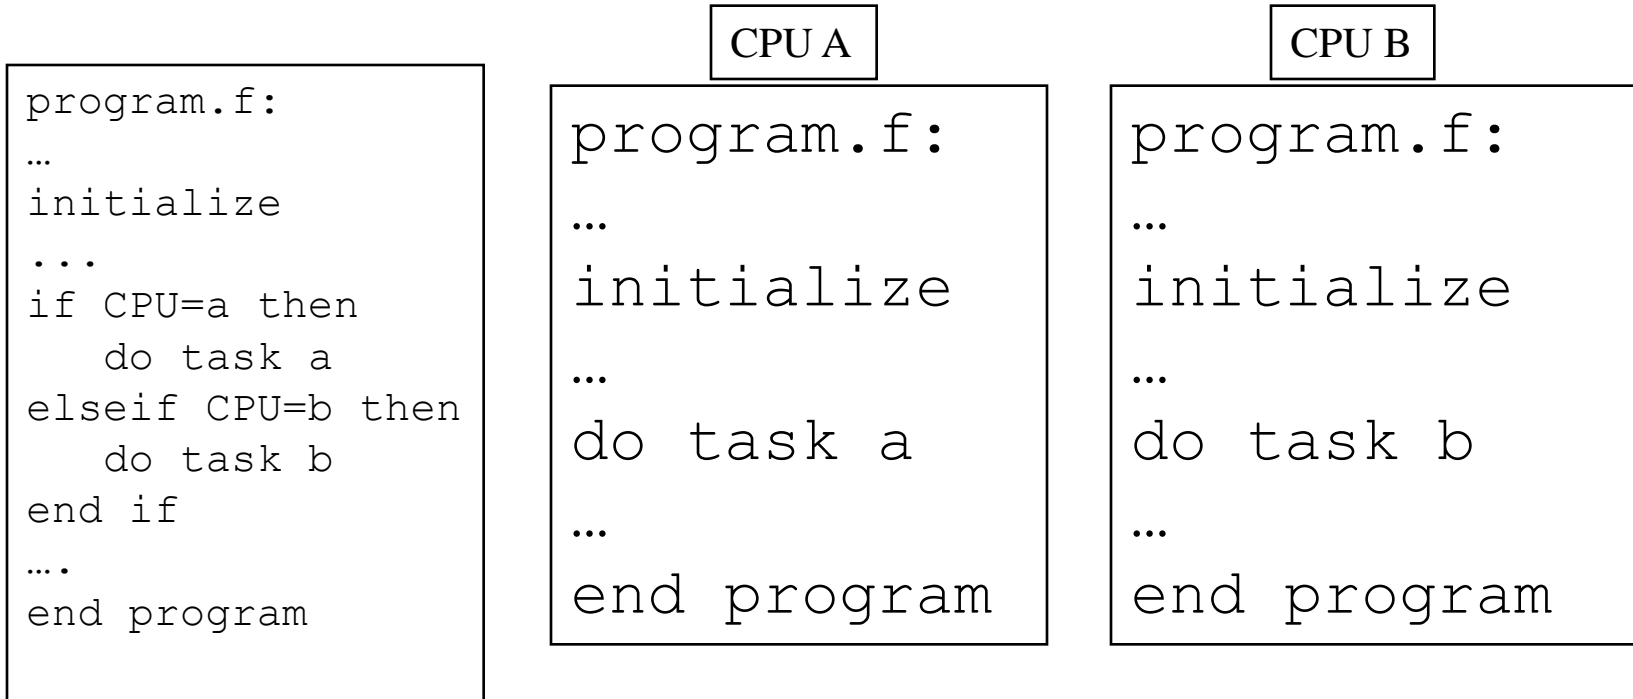 program.f:
…
initialize
...
if CPU=a then
   do task a
elseif CPU=b then
   do task b
end if
….
end program
CPU A
program.f:
…
initialize
…
do task a
…
end program
CPU B
program.f:
…
initialize
…
do task b
…
end program